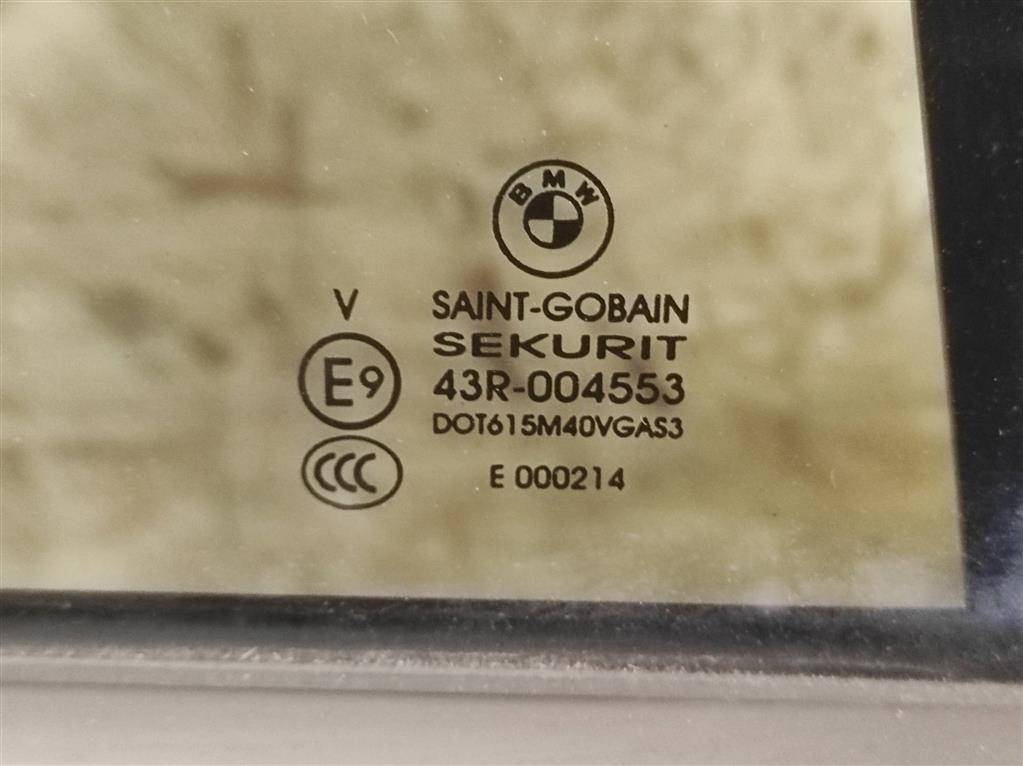 BMW
V
SAINT-GOBAIN
SEKURIT
E9
43R-004553
DOT615M40VGAS3
CCC
E 000214